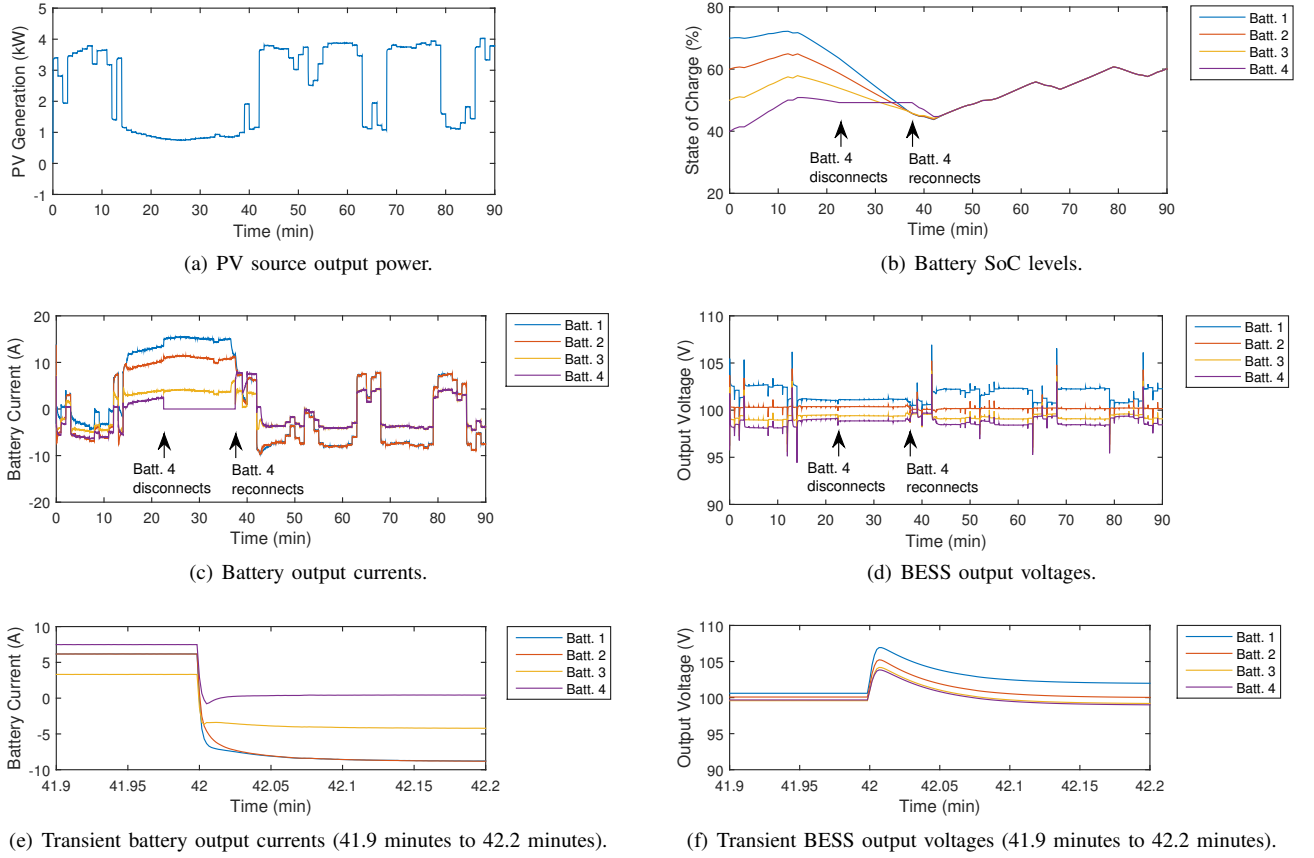 PV Generation (kW)
5
4
3
2
1
0
-1
0 10 20 30 40 50 60 70 80 90
Time (min)
(a) PV source output power.
State of Charge (%)
80
60
40
20
Batt. 4
disconnects
Batt. 4
reconnects
0 10 20 30 40 50 60 70 80 90
Time (min)
Batt. 1
Batt. 2
Batt. 3
Batt. 4
(b) Battery SoC levels.
Battery Current (A)
20
10
0
-10
-20
Batt. 4
disconnects
Batt. 4
reconnects
0 10 20 30 40 50 60 70 80 90
Time (min)
Batt. 1
Batt. 2
Batt. 3
Batt. 4
(c) Battery output currents.
Output Voltage (V)
110
105
100
95
90
Batt. 4
disconnects
Batt. 4
reconnects
0 10 20 30 40 50 60 70 80 90
Time (min)
Batt. 1
Batt. 2
Batt. 3
Batt. 4
(d) BESS output voltages.
Battery Current (A)
10
5
0
-5
-10
41.9 41.95 42 42.05 42.1 42.15 42.2
Time (min)
Batt. 1
Batt. 2
Batt. 3
Batt. 4
(e) Transient battery output currents (41.9 minutes to 42.2 minutes).
Output Voltage (V)
110
105
100
95
90
41.9 41.95 42 42.05 42.1 42.15 42.2
Time (min)
Batt. 1
Batt. 2
Batt. 3
Batt. 4
(f) Transient BESS output voltages (41.9 minutes to 42.2 minutes).